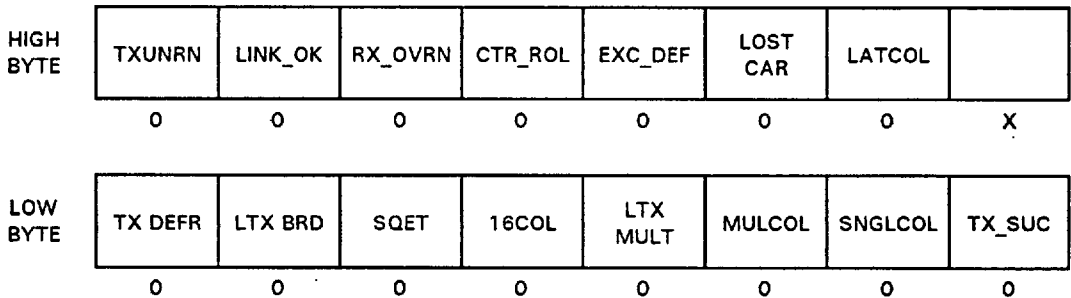 HIGH BYTE TXUNRN LINK_OK RX_OVRN CTR_ROL EXC_DEF LOST CAR LATCOL
0 0 0 0 0 0 0 X
LOW BYTE TX DEFR LTX BRD SQET 16COL LTX MULT MULCOL SNGLCOL TX_SUC
0 0 0 0 0 0 0 0